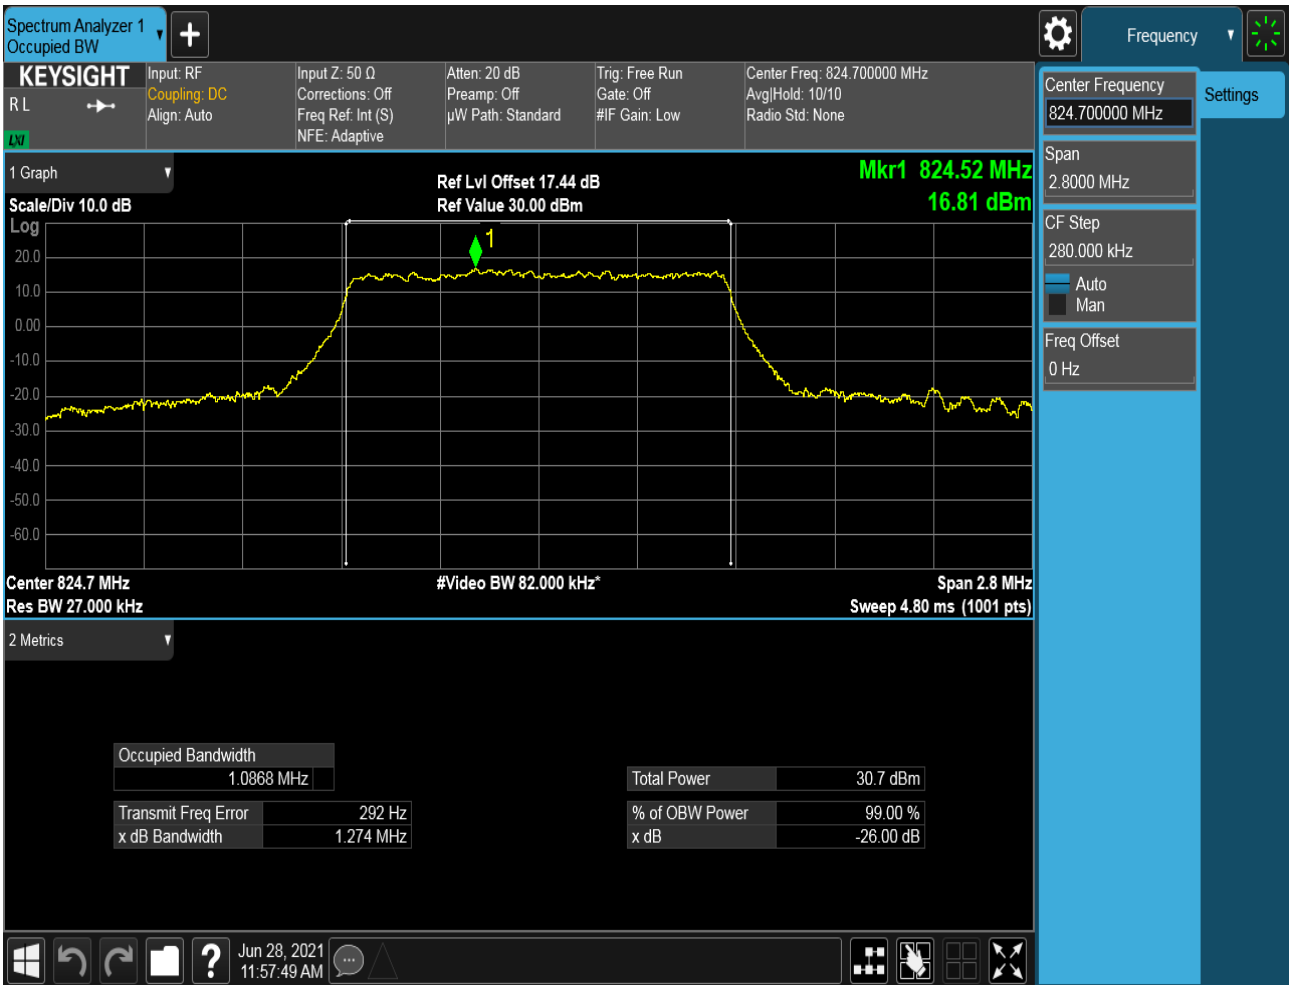 Spectrum Analyzer 1
Occupied BW
+
Frequency
KEYSIGHT
R L
LXI
Input: RF
Coupling: DC
Align: Auto
Input Z: 50 Ω
Corrections: Off
Freq Ref: Int (S)
NFE: Adaptive
Atten: 20 dB
Preamp: Off
µW Path: Standard
Trig: Free Run
Gate: Off
#IF Gain: Low
Center Freq: 824.700000 MHz
Avg|Hold: 10/10
Radio Std: None
Center Frequency
824.700000 MHz
Settings
Span
2.8000 MHz
CF Step
280.000 kHz
Auto
Man
Freq Offset
0 Hz
1 Graph
Scale/Div 10.0 dB
Ref Lvl Offset 17.44 dB
Ref Value 30.00 dBm
Mkr1 824.52 MHz
16.81 dBm
Log
1
20.0
10.0
0.00
-10.0
-20.0
-30.0
-40.0
-50.0
-60.0
Center 824.7 MHz
#Video BW 82.000 kHz*
Span 2.8 MHz
Res BW 27.000 kHz
Sweep 4.80 ms (1001 pts)
2 Metrics
Occupied Bandwidth
1.0868 MHz
Total Power 30.7 dBm
Transmit Freq Error 292 Hz
% of OBW Power 99.00 %
x dB Bandwidth 1.274 MHz
x dB -26.00 dB
?
Jun 28, 2021
11:57:49 AM